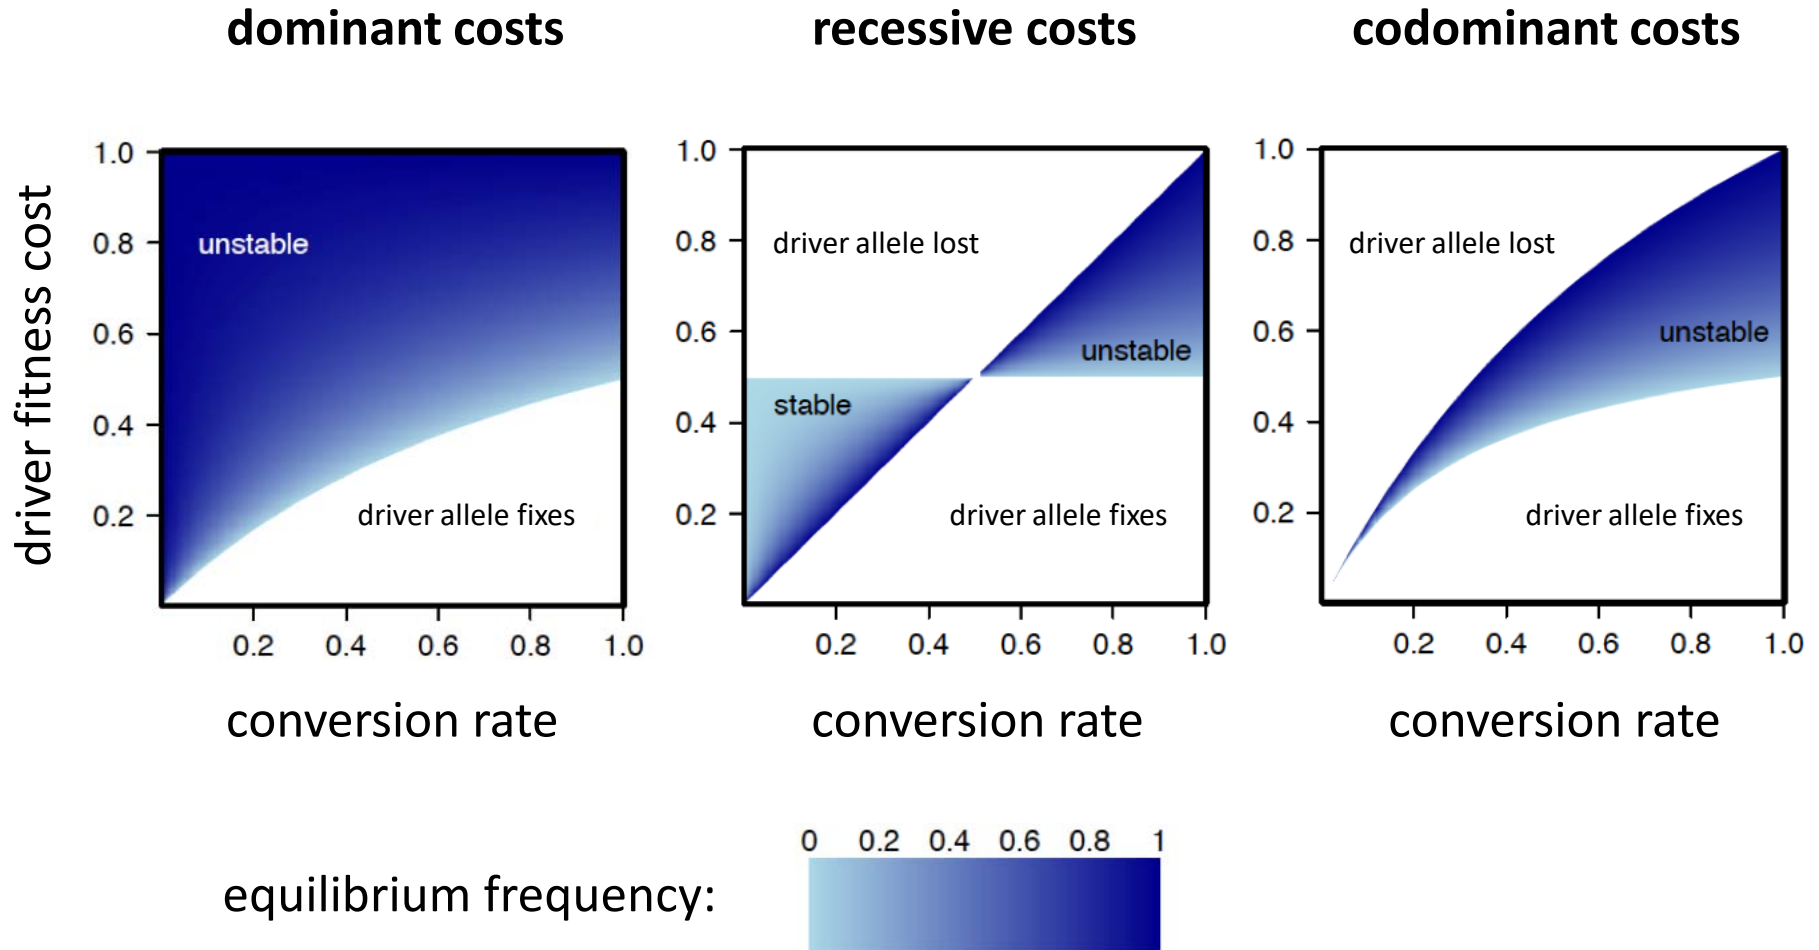 dominant costs
recessive costs
codominant costs
driver fitness cost
1.0
0.8
0.6
0.4
0.2
unstable
driver allele fixes
0.2 0.4 0.6 0.8 1.0
conversion rate
1.0
0.8
0.6
0.4
0.2
driver allele lost
unstable
stable
driver allele fixes
0.2 0.4 0.6 0.8 1.0
conversion rate
1.0
0.8
0.6
0.4
0.2
driver allele lost
unstable
driver allele fixes
0.2 0.4 0.6 0.8 1.0
conversion rate
0 0.2 0.4 0.6 0.8 1
equilibrium frequency: